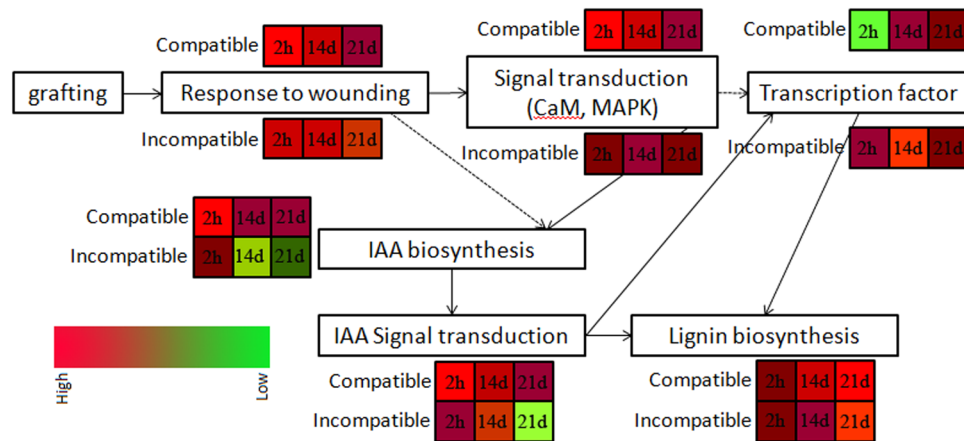 Compatible 2h 14d 21d
Compatible 2h 14d 21d
Compatible 2h 14d 21d
grafting
Response to wounding
Signal transduction
(CaM, MAPK)
Transcription factor
Incompatible 2h 14d 21d
Incompatible 2h 14d 21d
Incompatible 2h 14d 21d
Compatible 2h 14d 21d
Incompatible 2h 14d 21d
IAA biosynthesis
IAA Signal transduction
Lignin biosynthesis
High
Low
Compatible 2h 14d 21d
Incompatible 2h 14d 21d
Compatible 2h 14d 21d
Incompatible 2h 14d 21d